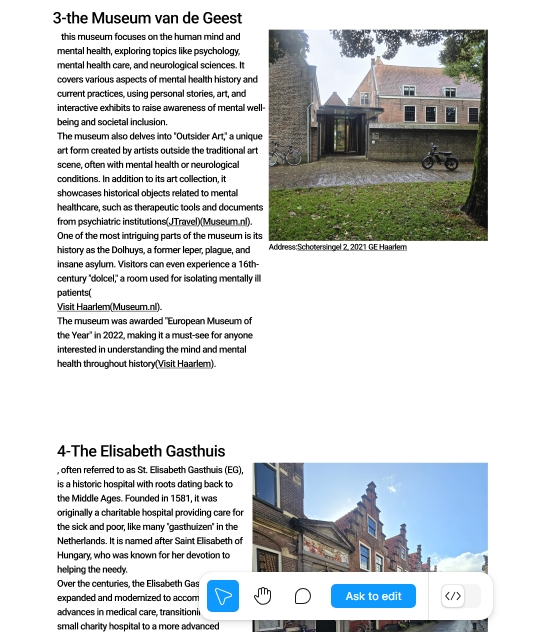 3-the Museum van de Geest
this museum focuses on the human mind and
mental health, exploring topics like psychology,
mental health care, and neurological sciences. It
covers various aspects of mental health history and
current practices, using personal stories, art, and
interactive exhibits to raise awareness of mental well-
being and societal inclusion.
The museum also delves into "Outsider Art," a unique
art form created by artists outside the traditional art
scene, often with mental health or neurological
conditions. In addition to its art collection, it
showcases historical objects related to mental
healthcare, such as therapeutic tools and documents
from psychiatric institutions(JTravel)(Museum.nl).
One of the most intriguing parts of the museum is its
history as the Dolhuys, a former leper, plague, and
insane asylum. Visitors can even experience a 16th-
century "dolcel," a room used for isolating mentally ill
patients(
Visit Haarlem(Museum.nl).
The museum was awarded "European Museum of
the Year" in 2022, making it a must-see for anyone
interested in understanding the mind and mental
health throughout history(Visit Haarlem).
Address:Schotersingel 2, 2021 GE Haarlem
4-The Elisabeth Gasthuis
, often referred to as St. Elisabeth Gasthuis (EG),
is a historic hospital with roots dating back to
the Middle Ages. Founded in 1581, it was
originally a charitable hospital providing care for
the sick and poor, like many "gasthuizen" in the
Netherlands. It is named after Saint Elisabeth of
Hungary, who was known for her devotion to
helping the needy.
Over the centuries, the Elisabeth Gas
expanded and modernized to accom
advances in medical care, transitioni
small charity hospital to a more advanced
Ask to edit